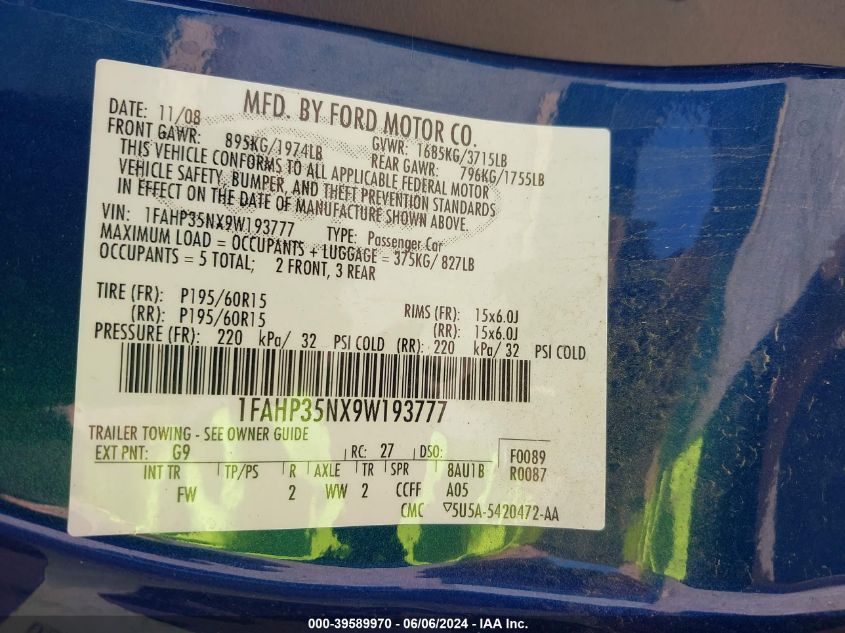 MFD. BY FORD MOTOR CO.
DATE: 11/08
FRONT GAWR: 895KG/1974LB
GVWR: 1685KG/3715LB
REAR GAWR: 796KG/1755LB
THIS VEHICLE CONFORMS TO ALL APPLICABLE FEDERAL MOTOR
VEHICLE SAFETY, BUMPER, AND THEFT PREVENTION STANDARDS
IN EFFECT ON THE DATE OF MANUFACTURE SHOWN ABOVE.
VIN: 1FAHP35NX9W193777 TYPE: Passenger Car
MAXIMUM LOAD = OCCUPANTS + LUGGAGE = 375KG/ 827LB
OCCUPANTS = 5 TOTAL; 2 FRONT, 3 REAR
TIRE (FR): P195/60R15 RIMS (FR): 15x6.0J
(RR): P195/60R15 (RR): 15x6.0J
PRESSURE (FR): 220 kPa/ 32 PSI COLD (RR): 220 kPa/ 32 PSI COLD
1FAHP35NX9W193777
TRAILER TOWING - SEE OWNER GUIDE
EXT PNT: G9 RC: 27 DSO: F0089
INT TR TP/PS R AXLE TR SPR 8AU1B R0087
FW 2 WW 2 CCFF A05
CMC ▽5U5A-5420472-AA
000-39589970 - 06/06/2024 - IAA Inc.